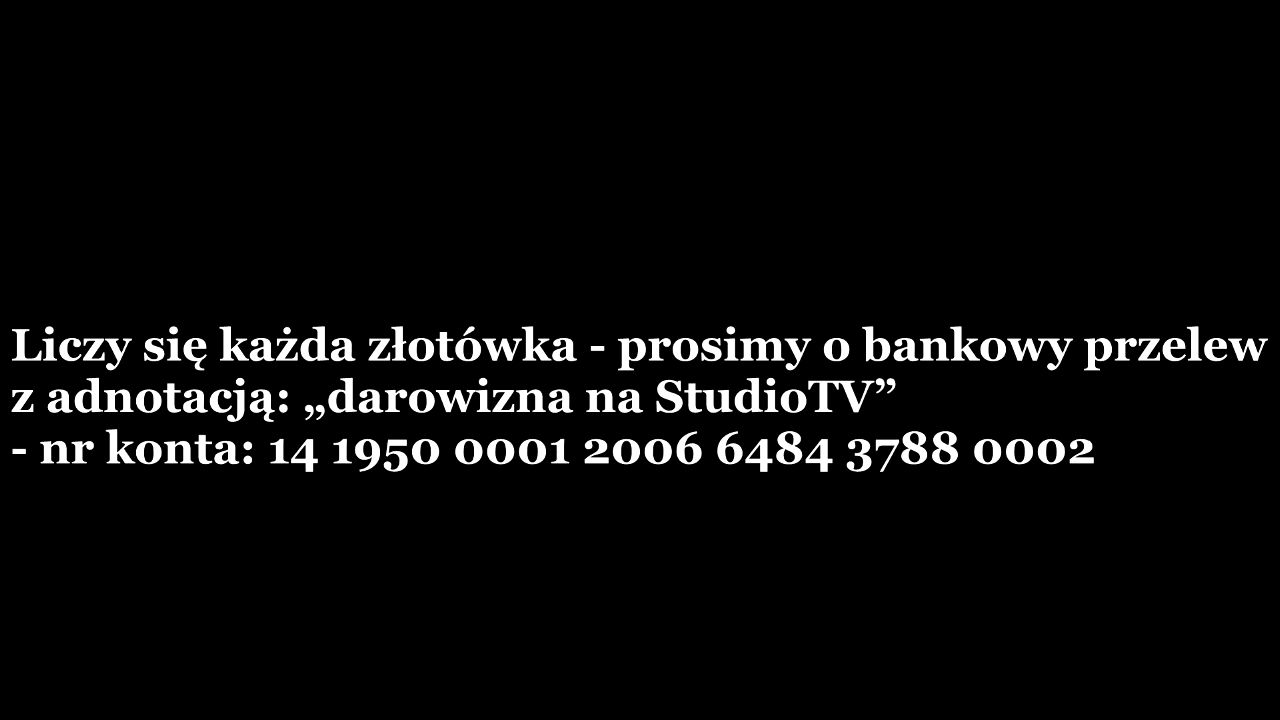 Liczy się każda złotówka - prosimy o bankowy przelew
z adnotacją: „darowizna na StudioTV”
- nr konta: 14 1950 0001 2006 6484 3788 0002